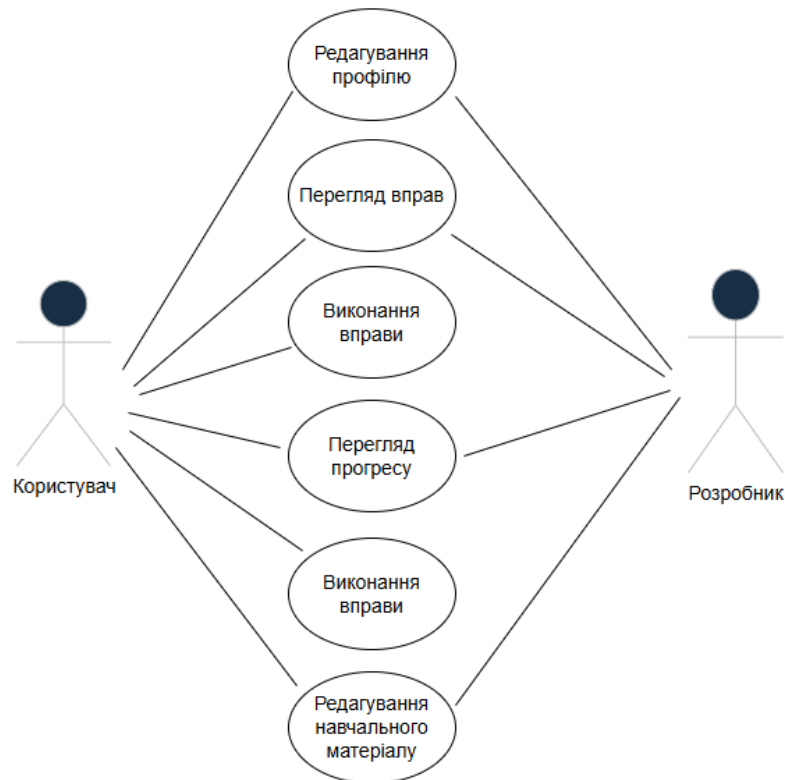 Редагування
профілю
Перегляд вправ
Виконання
вправи
Перегляд
прогресу
Користувач
Розробник
Виконання
вправи
Редагування
навчального
матеріалу